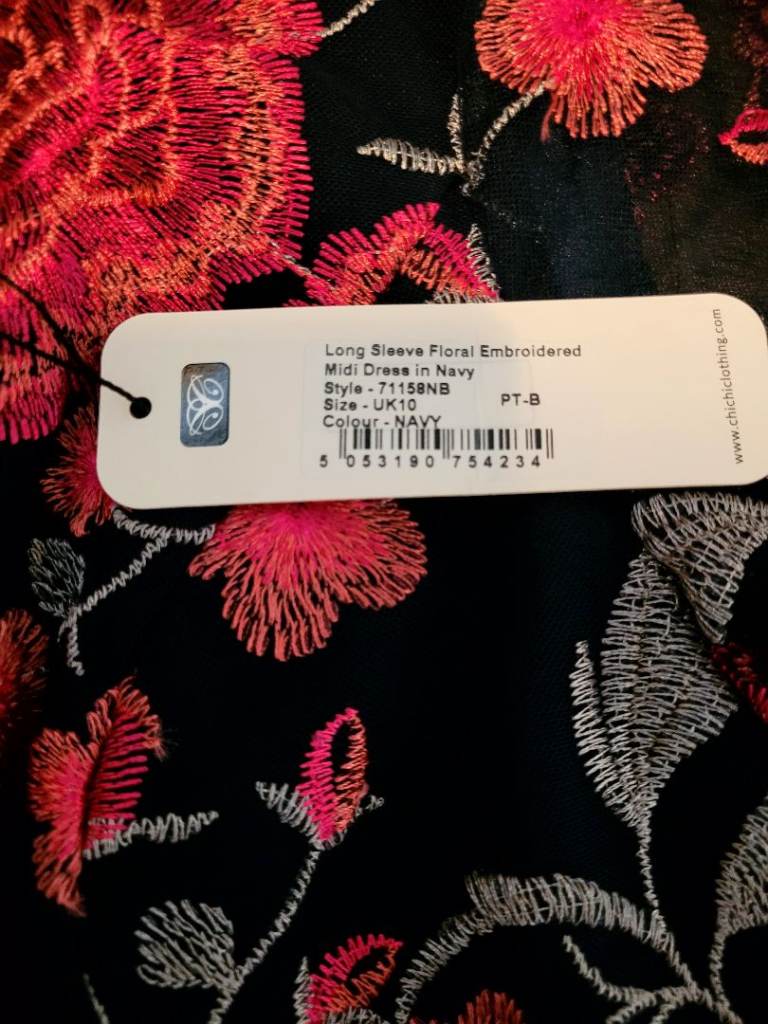 Long Sleeve Floral Embroidered
Midi Dress in Navy
Style - 71158NB
Size - UK10 PT-B
Colour - NAVY
5 053190 754234
www.chichiclothing.com